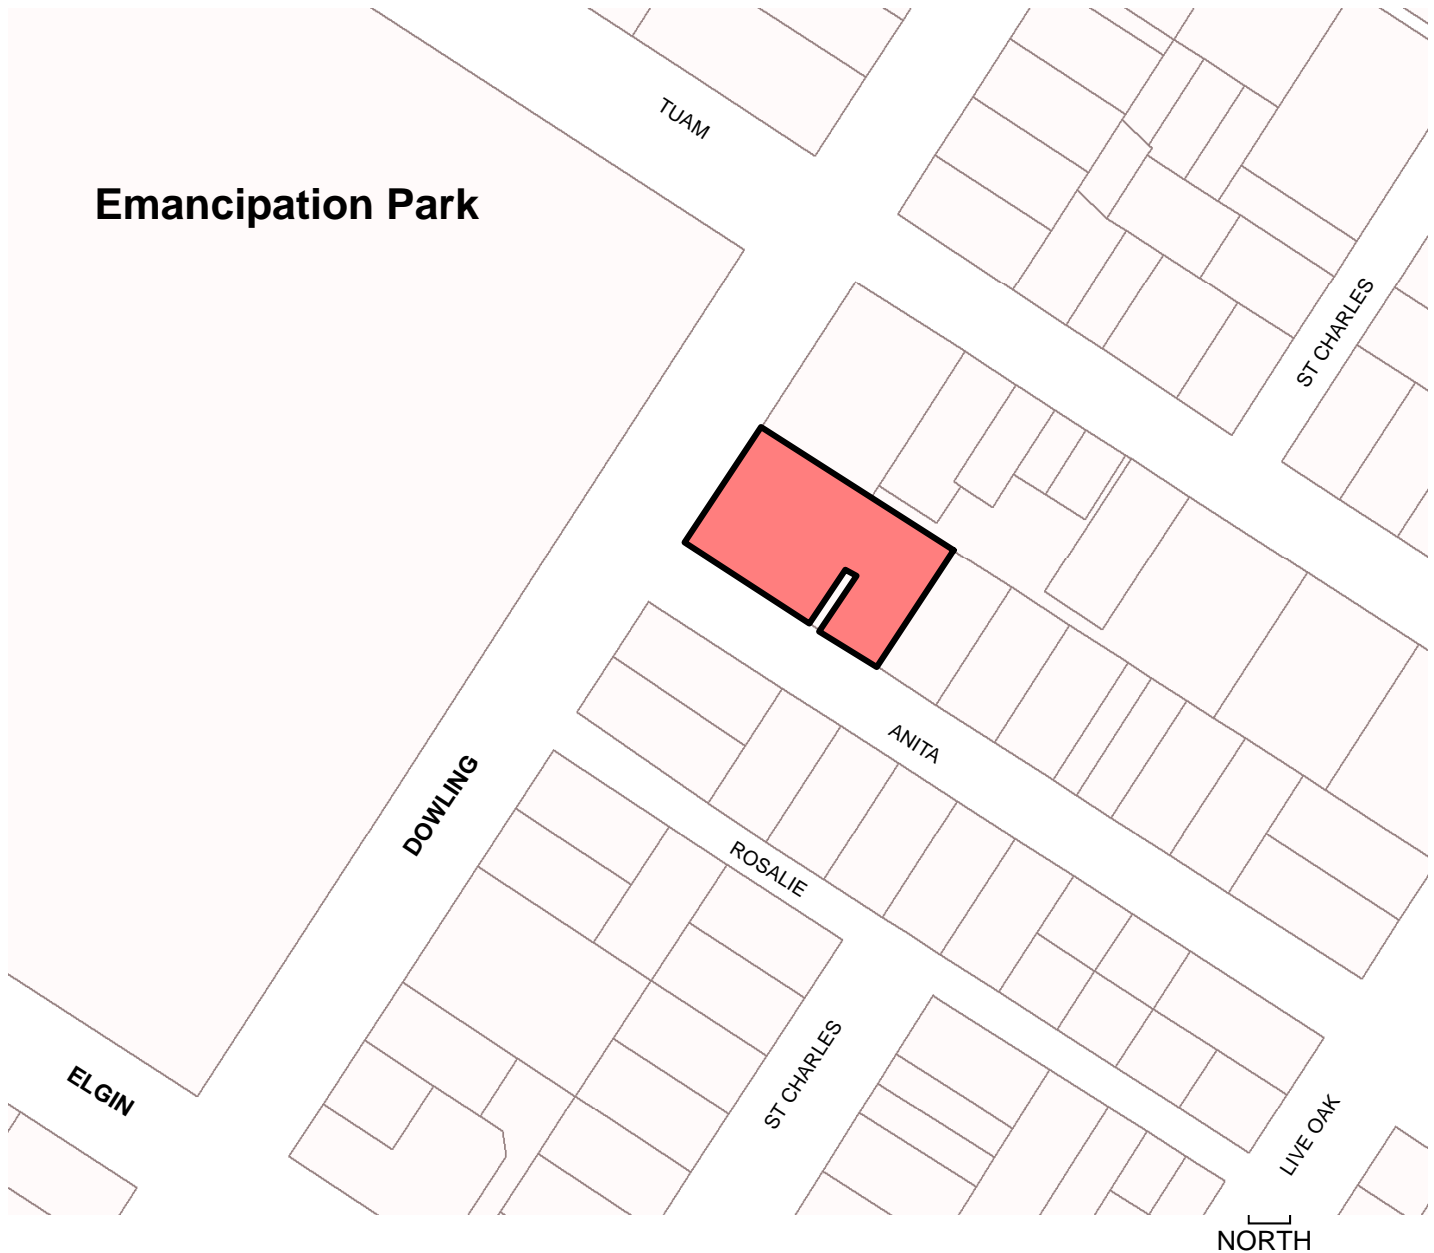 TUAM
Emancipation Park
ST CHARLES
ANITA
DOWLING
ROSALIE
ST CHARLES
ELGIN
LIVE OAK
NORTH